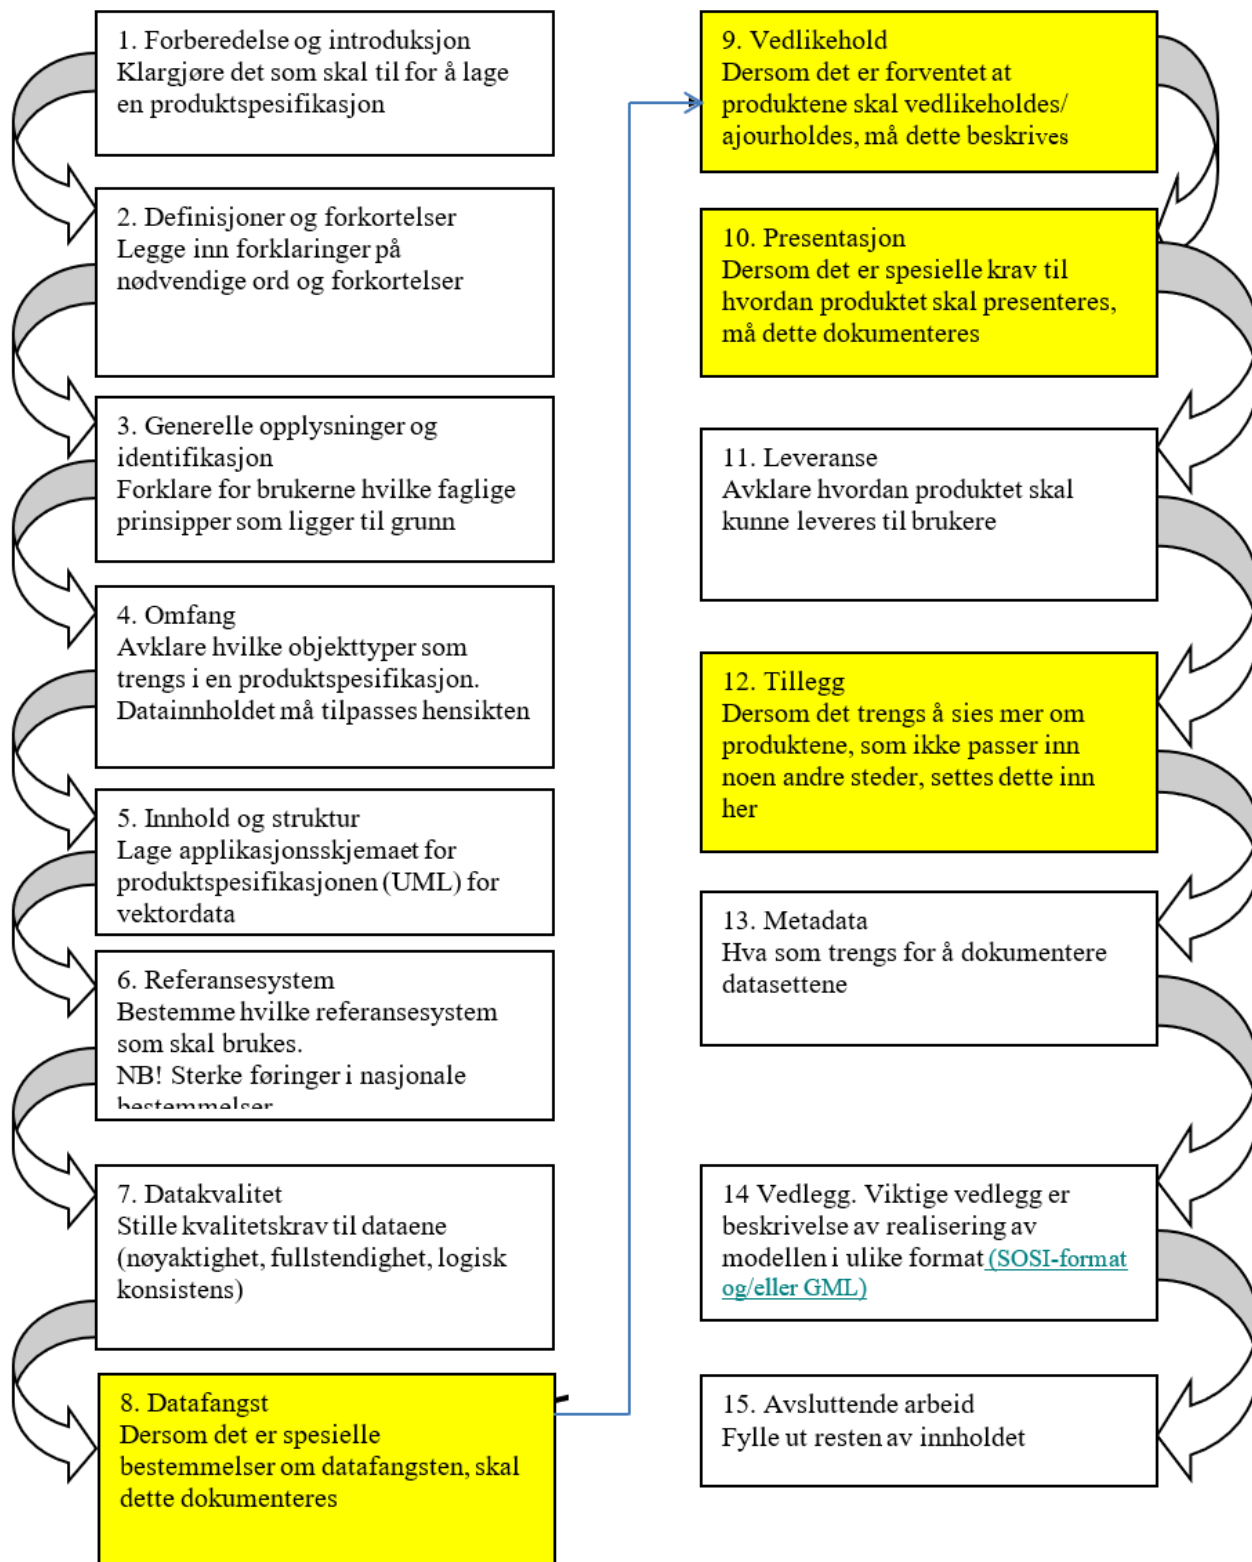 1. Forberedelse og introduksjon
Klargjøre det som skal til for å lage
en produktspesifikasjon
2. Definisjoner og forkortelser
Legge inn forklaringer på
nødvendige ord og forkortelser
3. Generelle opplysninger og
identifikasjon
Forklare for brukerne hvilke faglige
prinsipper som ligger til grunn
4. Omfang
Avklare hvilke objekttyper som
trengs i en produktspesifikasjon.
Datainnholdet må tilpasses hensikten
5. Innhold og struktur
Lage applikasjonsskjemaet for
produktspesifikasjonen (UML) for
vektordata
6. Referansesystem
Bestemme hvilke referansesystem
som skal brukes.
NB! Sterke føringer i nasjonale
bestemmelser
7. Datakvalitet
Stille kvalitetskrav til dataene
(nøyaktighet, fullstendighet, logisk
konsistens)
8. Datafangst
Dersom det er spesielle
bestemmelser om datafangsten, skal
dette dokumenteres
9. Vedlikehold
Dersom det er forventet at
produktene skal vedlikeholdes/
ajourholdes, må dette beskrives
10. Presentasjon
Dersom det er spesielle krav til
hvordan produktet skal presenteres,
må dette dokumenteres
11. Leveranse
Avklare hvordan produktet skal
kunne leveres til brukere
12. Tillegg
Dersom det trengs å sies mer om
produktene, som ikke passer inn
noen andre steder, settes dette inn
her
13. Metadata
Hva som trengs for å dokumentere
datasettene
14 Vedlegg. Viktige vedlegg er
beskrivelse av realisering av
modellen i ulike format (SOSI-format
og/eller GML)
15. Avsluttende arbeid
Fylle ut resten av innholdet